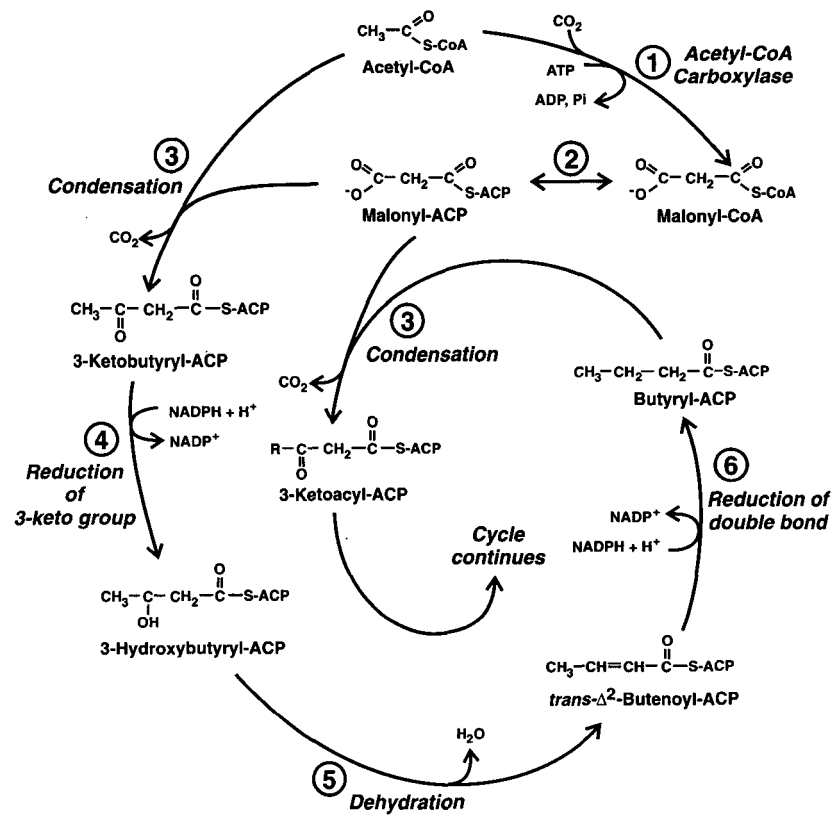 CH₃–C
O
S-CoA
Acetyl-CoA
CO₂
ATP
ADP, Pi
1
Acetyl-CoA
Carboxylase
3
Condensation
O
⁻O
C–CH₂–C
O
S-ACP
Malonyl-ACP
2
O
⁻O
C–CH₂–C
O
S-CoA
Malonyl-CoA
CO₂
O
CH₃–C–CH₂–C–S-ACP
O
3-Ketobutyryl-ACP
3
Condensation
CO₂
O
CH₃–CH₂–CH₂–C–S-ACP
Butyryl-ACP
NADPH + H⁺
NADP⁺
4
Reduction
of
3-keto group
O
R–C–CH₂–C–S-ACP
O
3-Ketoacyl-ACP
6
Reduction of
double bond
NADP⁺
NADPH + H⁺
Cycle
continues
O
CH₃–C–CH₂–C–S-ACP
OH
3-Hydroxybutyryl-ACP
O
CH₃–CH=CH–C–S-ACP
trans-Δ²-Butenoyl-ACP
H₂O
5
Dehydration